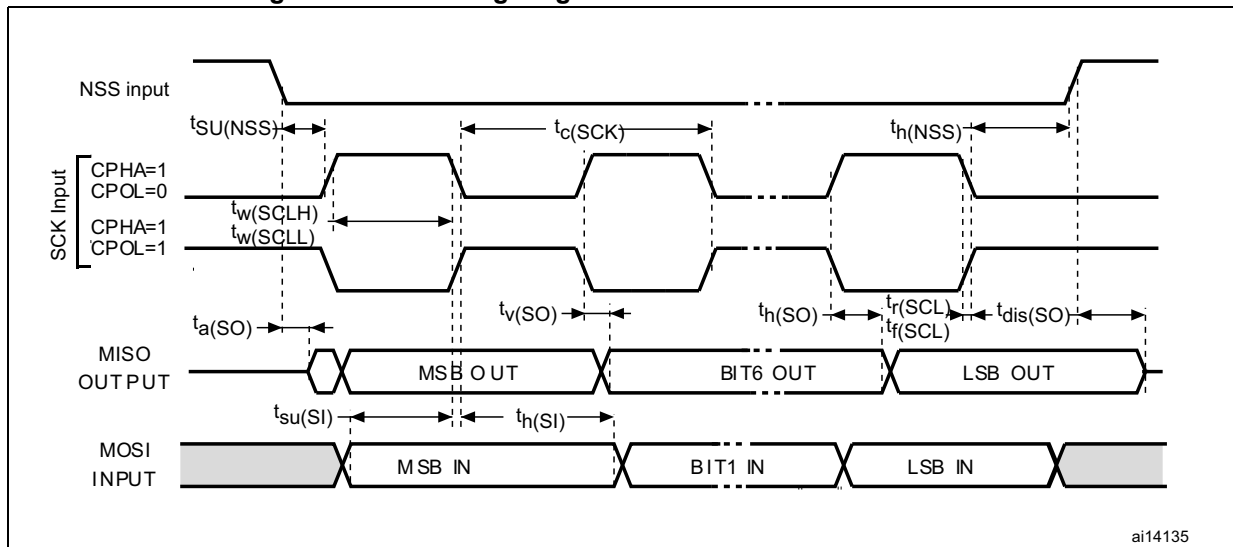 NSS input
tSU(NSS)
tc(SCK)
th(NSS)
SCK Input
CPHA=1
CPOL=0
tw(SCLH)
tw(SCLL)
CPHA=1
CPOL=1
ta(SO)
tv(SO)
th(SO)
tr(SCL)
tf(SCL)
tdis(SO)
MISO
OUTPUT
MSB OUT
BIT6 OUT
LSB OUT
tsu(SI)
th(SI)
MOSI
INPUT
MSB IN
BIT1 IN
LSB IN
ai14135